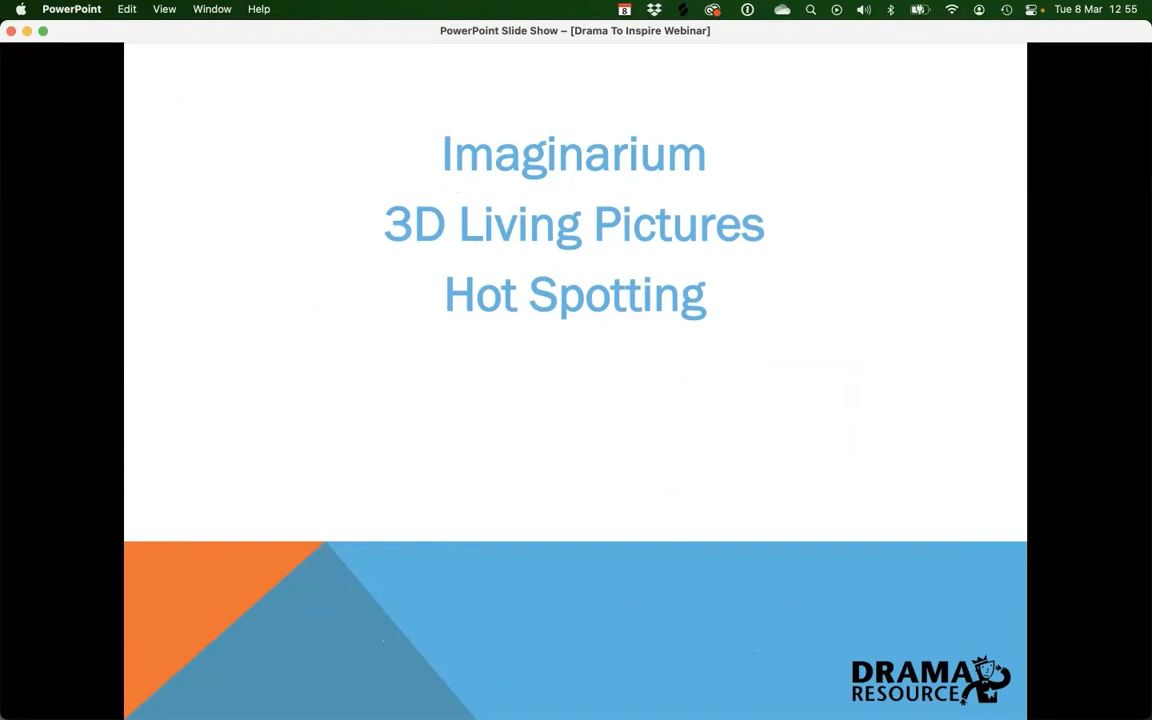 PowerPoint Edit View Window Help 8 Tue 8 Mar 12 55
PowerPoint Slide Show – [Drama To Inspire Webinar]
Imaginarium
3D Living Pictures
Hot Spotting
DRAMA
RESOURCE